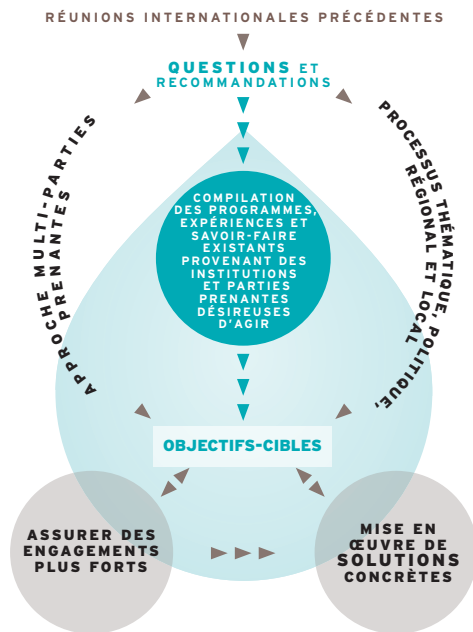 RÉUNIONS INTERNATIONALES PRÉCÉDENTES
QUESTIONS ET
RECOMMANDATIONS
APPROCHE MULTI-PARTIES
PRENANTES
PROCESSUS THÉMATIQUE, POLITIQUE,
RÉGIONAL ET LOCAL
COMPILATION
DES PROGRAMMES,
EXPÉRIENCES ET
SAVOIR-FAIRE
EXISTANTS
PROVENANT DES
INSTITUTIONS
ET PARTIES
PRENANTES
DÉSIREUSES
D'AGIR
OBJECTIFS-CIBLES
ASSURER DES
ENGAGEMENTS
PLUS FORTS
MISE EN
ŒUVRE DE
SOLUTIONS
CONCRÈTES